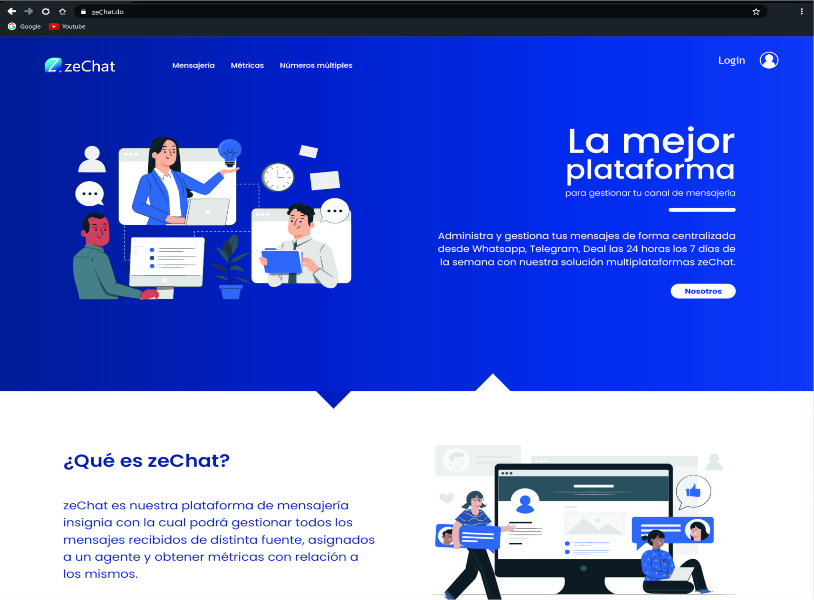 zeChat.do
Google
Youtube
zeChat
Mensajería
Métricas
Números múltiples
Login
La mejor
plataforma
para gestionar tu canal de mensajería
Administra y gestiona tus mensajes de forma centralizada
desde Whatsapp, Telegram, Deal las 24 horas los 7 días de
la semana con nuestra solución multiplataformas zeChat.
Nosotros
¿Qué es zeChat?
zeChat es nuestra plataforma de mensajería
insignia con la cual podrá gestionar todos los
mensajes recibidos de distinta fuente, asignados
a un agente y obtener métricas con relación a
los mismos.